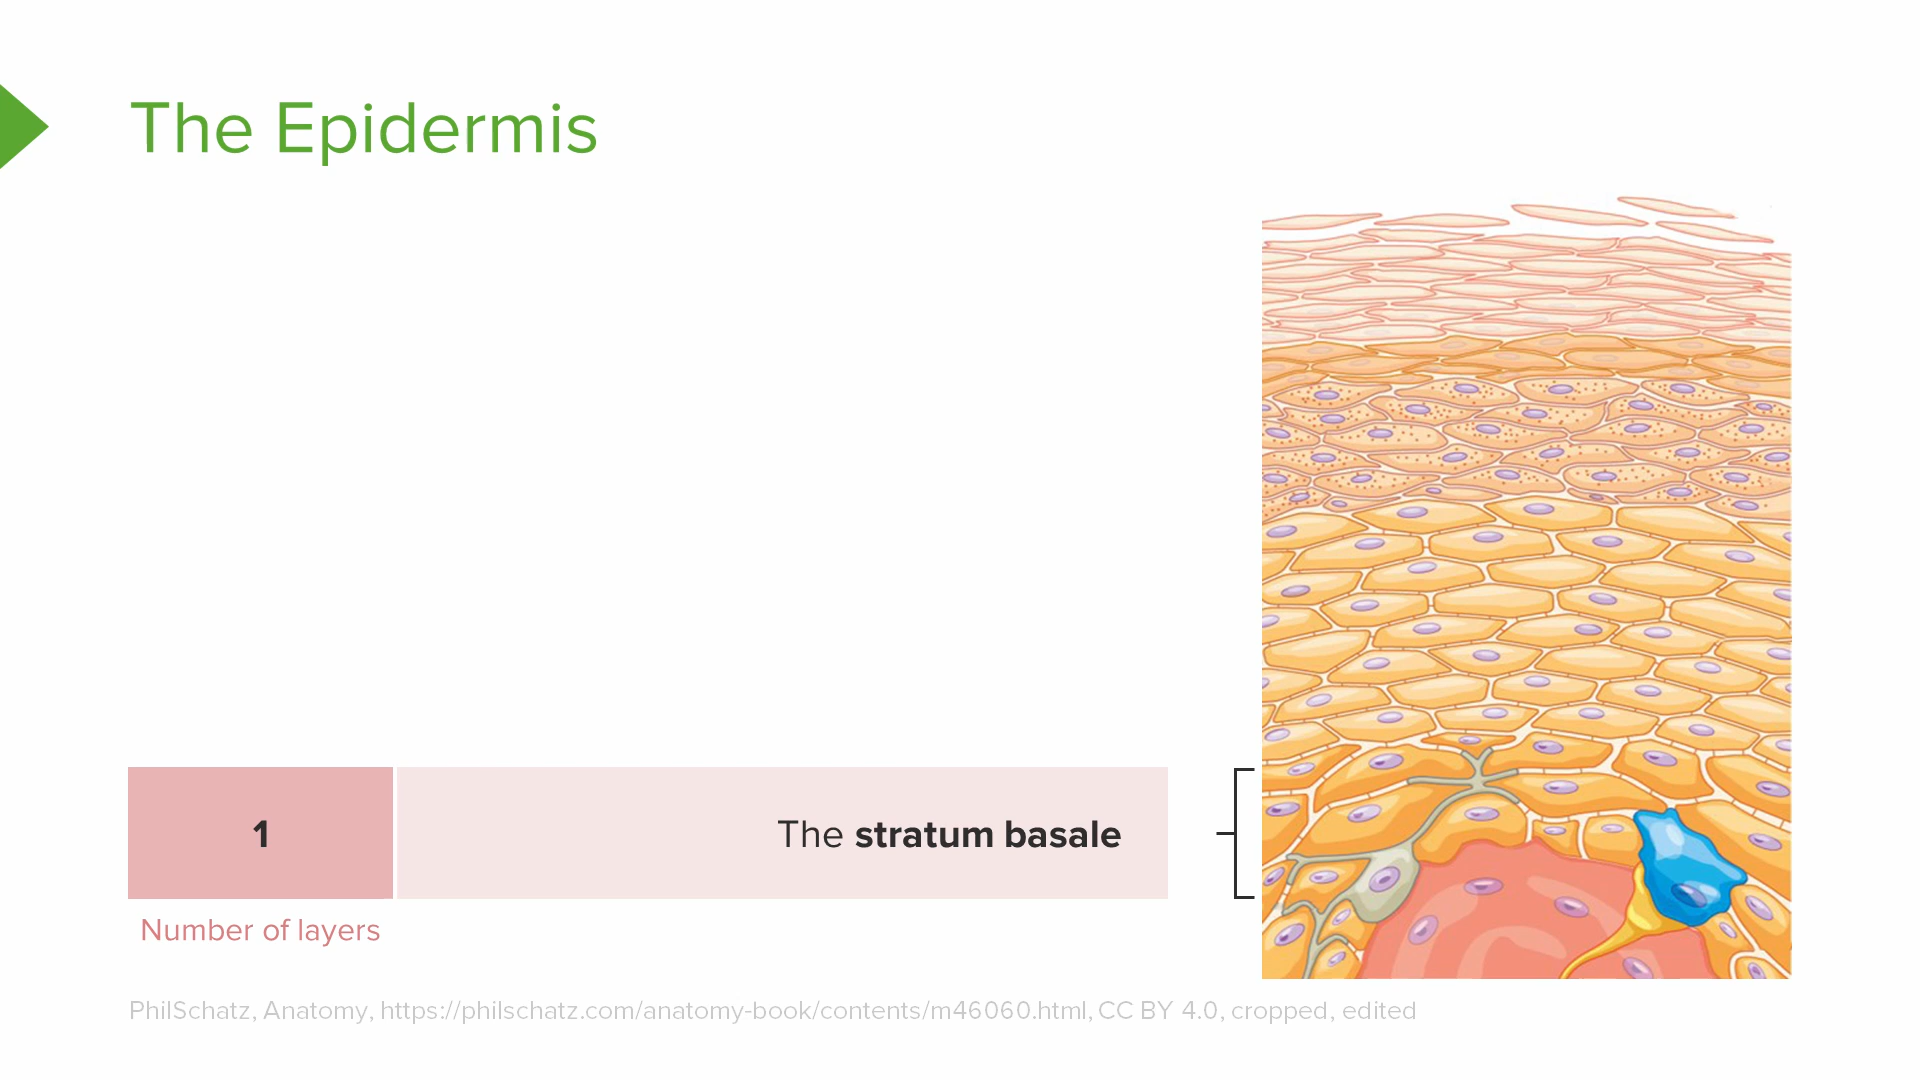 The Epidermis
1
The stratum basale
Number of layers
PhilSchatz, Anatomy, https://philschatz.com/anatomy-book/contents/m46060.html, CC BY 4.0, cropped, edited